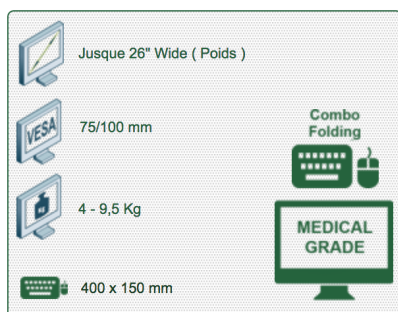 Jusque 26" Wide ( Poids )
VESA
75/100 mm
KG
4 - 9,5 Kg
400 x 150 mm
Combo
Folding
MEDICAL
GRADE